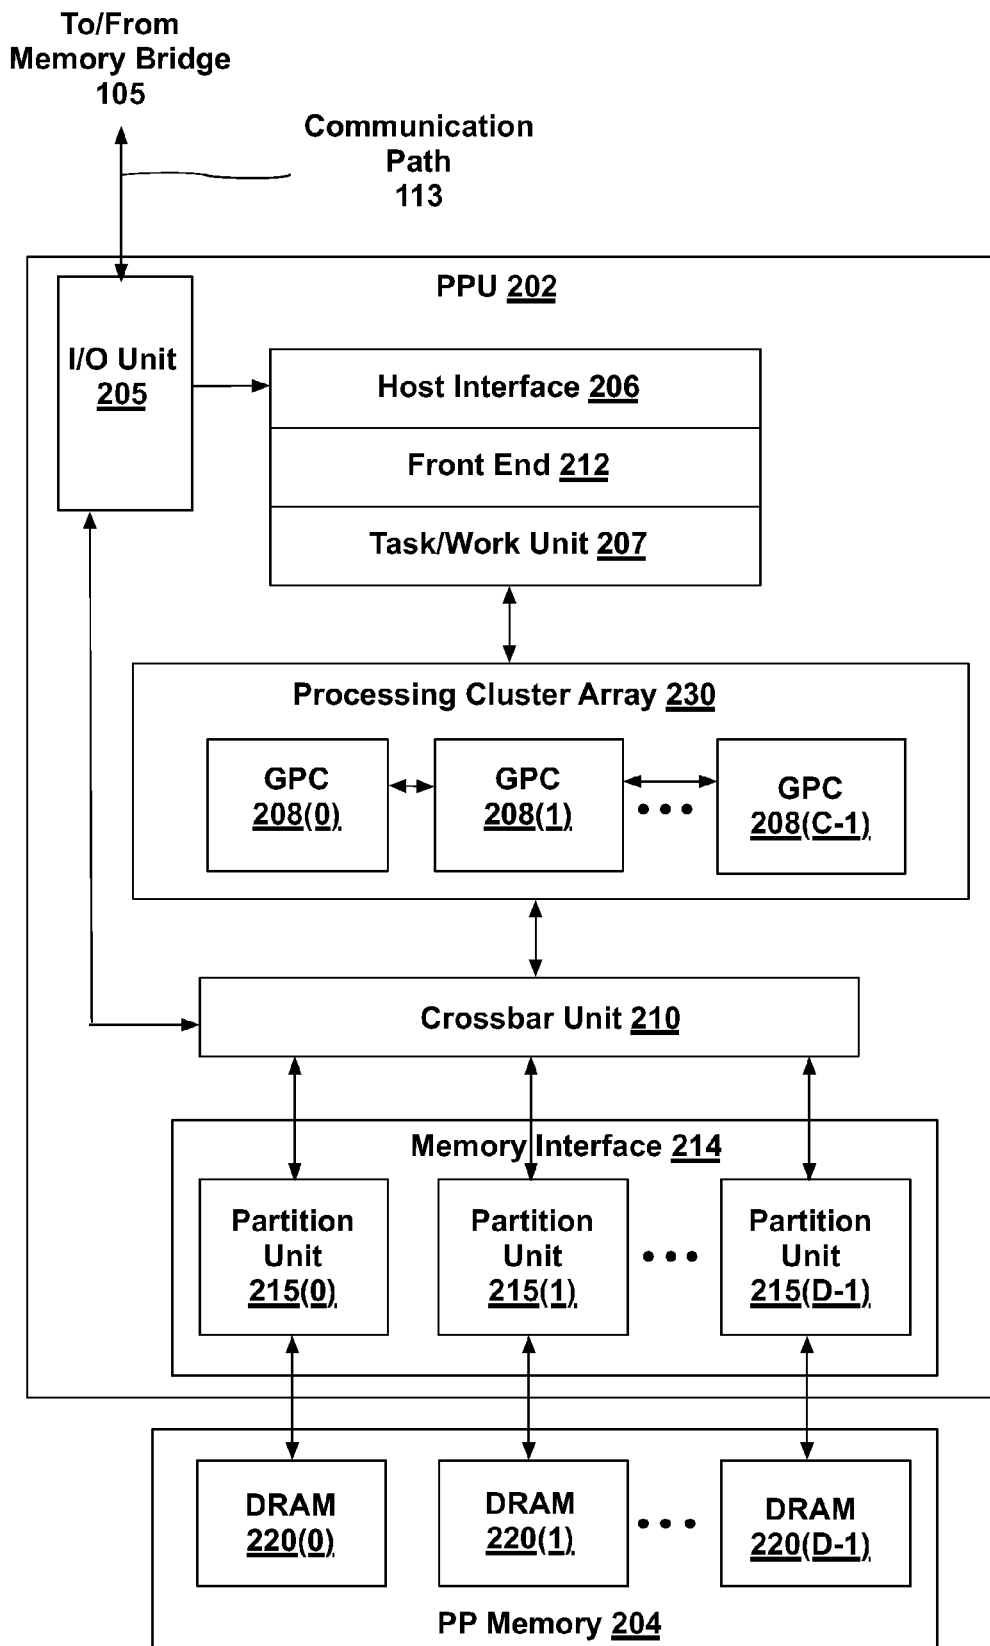 To/From
Memory Bridge
105
Communication
Path
113
PPU 202
I/O Unit
205
Host Interface 206
Front End 212
Task/Work Unit 207
Processing Cluster Array 230
GPC
208(0)
GPC
208(1)
GPC
208(C-1)
Crossbar Unit 210
Memory Interface 214
Partition
Unit
215(0)
Partition
Unit
215(1)
Partition
Unit
215(D-1)
DRAM
220(0)
DRAM
220(1)
DRAM
220(D-1)
PP Memory 204